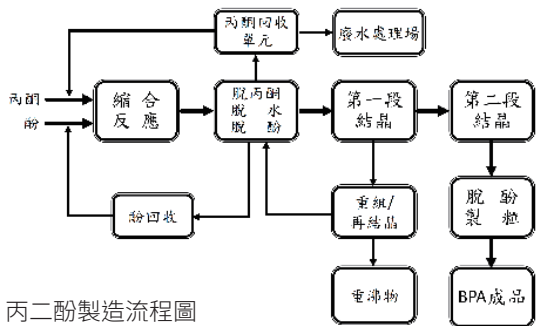 丙酮回收
單元
廢水處理場
丙酮
酚
縮 合
反 應
脫丙酮
脫 水
脫 酚
第一段
結晶
第二段
結晶
酚回收
重組/
再結晶
脫 酚
製 粒
重沸物
BPA成品
丙二酚製造流程圖